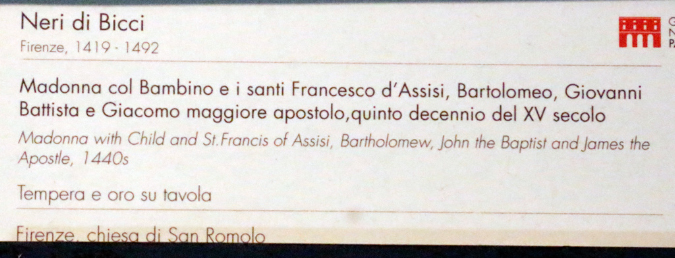 Neri di Bicci
Firenze, 1419 - 1492
Madonna col Bambino e i santi Francesco d'Assisi, Bartolomeo, Giovanni
Battista e Giacomo maggiore apostolo,quinto decennio del XV secolo
Madonna with Child and St.Francis of Assisi, Bartholomew, John the Baptist and James the
Apostle, 1440s
Tempera e oro su tavola
Firenze, chiesa di San Romolo